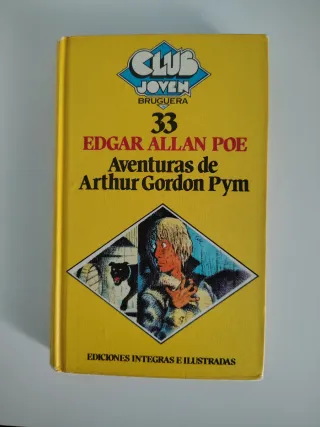 CLUB
JOVEN
BRUGUERA
33
EDGAR ALLAN POE
Aventuras de
Arthur Gordon Pym
EDICIONES INTEGRAS E ILUSTRADAS